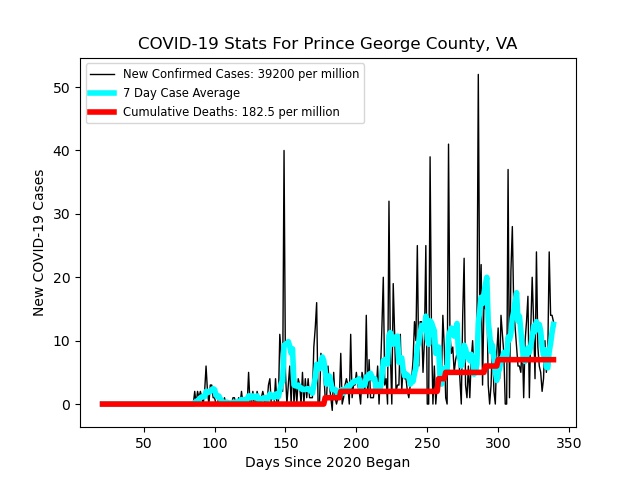 COVID-19 Stats For Prince George County, VA
New Confirmed Cases: 39200 per million
7 Day Case Average
Cumulative Deaths: 182.5 per million
New COVID-19 Cases
50
40
30
20
10
0
50
100
150
200
250
300
350
Days Since 2020 Began